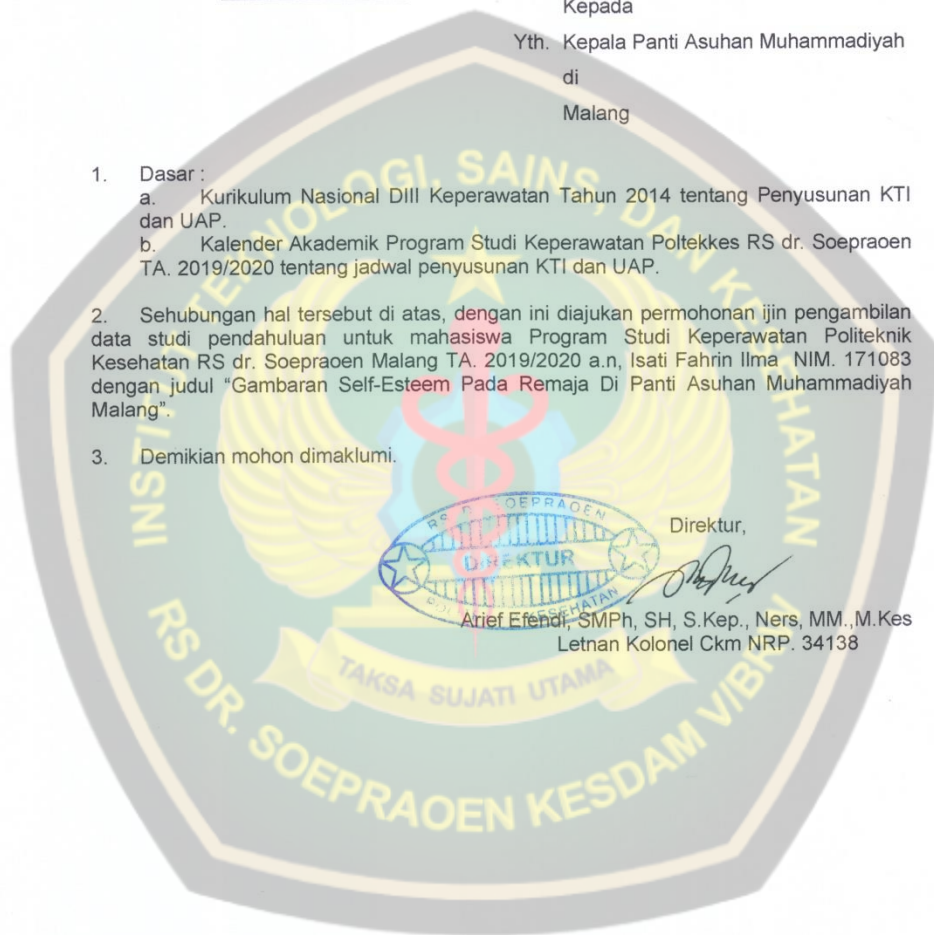 Kepada
Yth. Kepala Panti Asuhan Muhammadiyah
di
Malang
1. Dasar :
a. Kurikulum Nasional DIII Keperawatan Tahun 2014 tentang Penyusunan KTI
dan UAP.
b. Kalender Akademik Program Studi Keperawatan Poltekkes RS dr. Soepraoen
TA. 2019/2020 tentang jadwal penyusunan KTI dan UAP.
2. Sehubungan hal tersebut di atas, dengan ini diajukan permohonan ijin pengambilan
data studi pendahuluan untuk mahasiswa Program Studi Keperawatan Politeknik
Kesehatan RS dr. Soepraoen Malang TA. 2019/2020 a.n, Isati Fahrin Ilma NIM. 171083
dengan judul “Gambaran Self-Esteem Pada Remaja Di Panti Asuhan Muhammadiyah
Malang”.
3. Demikian mohon dimaklumi.
Direktur,
DIREKTUR
KESEHATAN
Arief Efendi, SMPh, SH, S.Kep., Ners, MM.,M.Kes
Letnan Kolonel Ckm NRP. 34138
INSTITUT TEKNOLOGI, SAINS, DAN KESEHATAN
TAKSA SUJATI UTAMA
RS DR. SOEPRAOEN KESDAM V/BRW